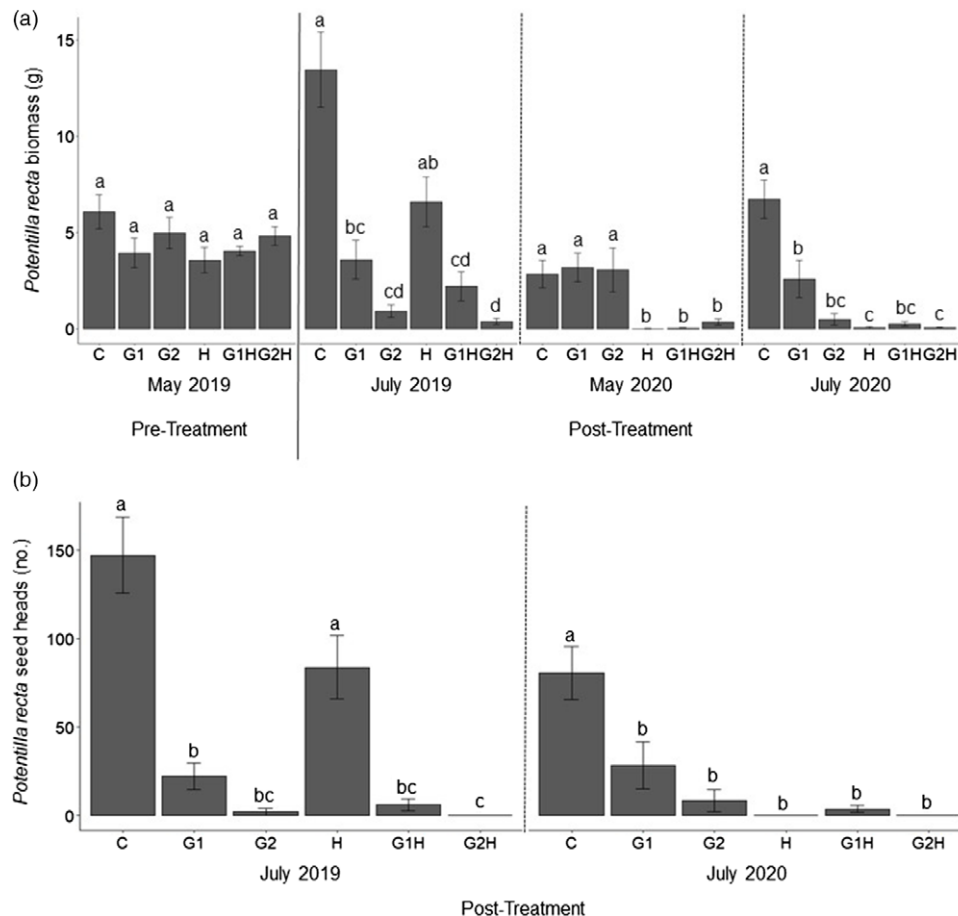 (a)
Potentilla recta biomass (g)
15
10
5
0
a a a a a a
a bc cd ab cd d
a a a b b b
a b bc c bc c
C G1 G2 H G1H G2H
C G1 G2 H G1H G2H
C G1 G2 H G1H G2H
C G1 G2 H G1H G2H
May 2019 July 2019 May 2020 July 2020
Pre-Treatment Post-Treatment
(b)
Potentilla recta seed heads (no.)
150
100
50
0
a b bc a bc c
a b b b b b
C G1 G2 H G1H G2H
C G1 G2 H G1H G2H
July 2019 July 2020
Post-Treatment